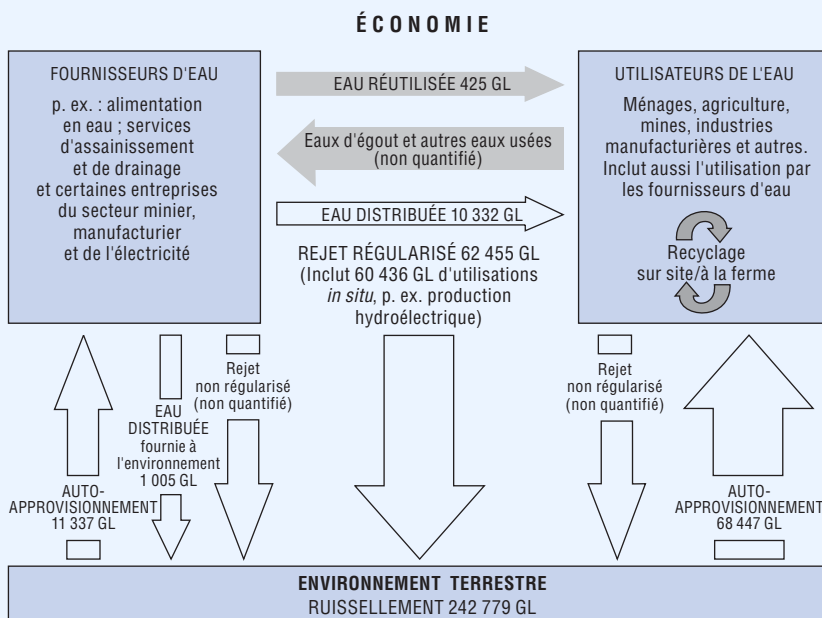 ÉCONOMIE
FOURNISSEURS D'EAU
p. ex. : alimentation
en eau ; services
d'assainissement
et de drainage
et certaines entreprises
du secteur minier,
manufacturier
et de l'électricité
EAU RÉUTILISÉE 425 GL
Eaux d'égout et autres eaux usées
(non quantifié)
EAU DISTRIBUÉE 10 332 GL
REJET RÉGULARISÉ 62 455 GL
(Inclut 60 436 GL d'utilisations
in situ, p. ex. production
hydroélectrique)
UTILISATEURS DE L'EAU
Ménages, agriculture,
mines, industries
manufacturières et autres.
Inclut aussi l'utilisation par
les fournisseurs d'eau
Recyclage
sur site/à la ferme
AUTO-
APPROVISIONNEMENT
11 337 GL
EAU
DISTRIBUÉE
fournie à
l'environnement
1 005 GL
Rejet
non régularisé
(non quantifié)
Rejet
non régularisé
(non quantifié)
AUTO-
APPROVISIONNEMENT
68 447 GL
ENVIRONNEMENT TERRESTRE
RUISSELLEMENT 242 779 GL